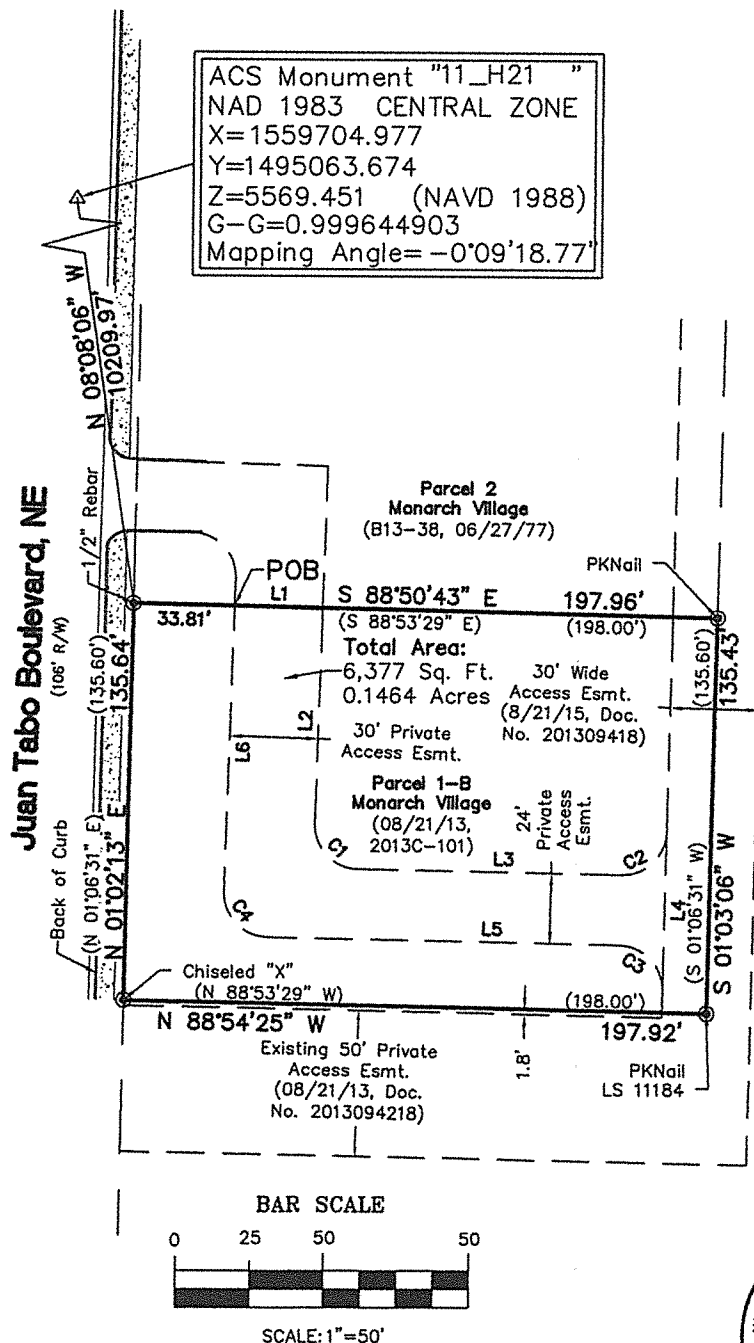 ACS Monument "11_H21 "
NAD 1983 CENTRAL ZONE
X=1559704.977
Y=1495063.674
Z=5569.451 (NAVD 1988)
G-G=0.999644903
Mapping Angle= -0°09'18.77"
N 08°08'06" W
10209.97'
Juan Tabo Boulevard, NE
(106' R/W)
1/2" Rebar
Back of Curb
Parcel 2
Monarch Village
(B13-38, 06/27/77)
PKNail
POB
L1
S 88°50'43" E 197.96'
33.81'
(S 88°53'29" E) (198.00')
Total Area:
6,377 Sq. Ft.
0.1464 Acres
30' Wide
Access Esmt.
(8/21/15, Doc.
No. 201309418)
(135.60')
135.64'
(135.60')
135.43'
L2
L6
30' Private
Access Esmt.
Parcel 1-B
Monarch Village
(08/21/13,
2013C-101)
24'
Private
Access
Esmt.
C1
L3
C2
C4
L5
C3
L4
(N 01°06'31" E)
N 01°02'13" E
(S 01°06'31" W)
S 01°03'06" W
Chiseled "X"
(N 88°53'29" W) (198.00')
N 88°54'25" W 197.92'
Existing 50' Private
Access Esmt.
(08/21/13, Doc.
No. 2013094218)
1.8'
PKNail
LS 11184
BAR SCALE
0 25 50 50
SCALE: 1"=50'